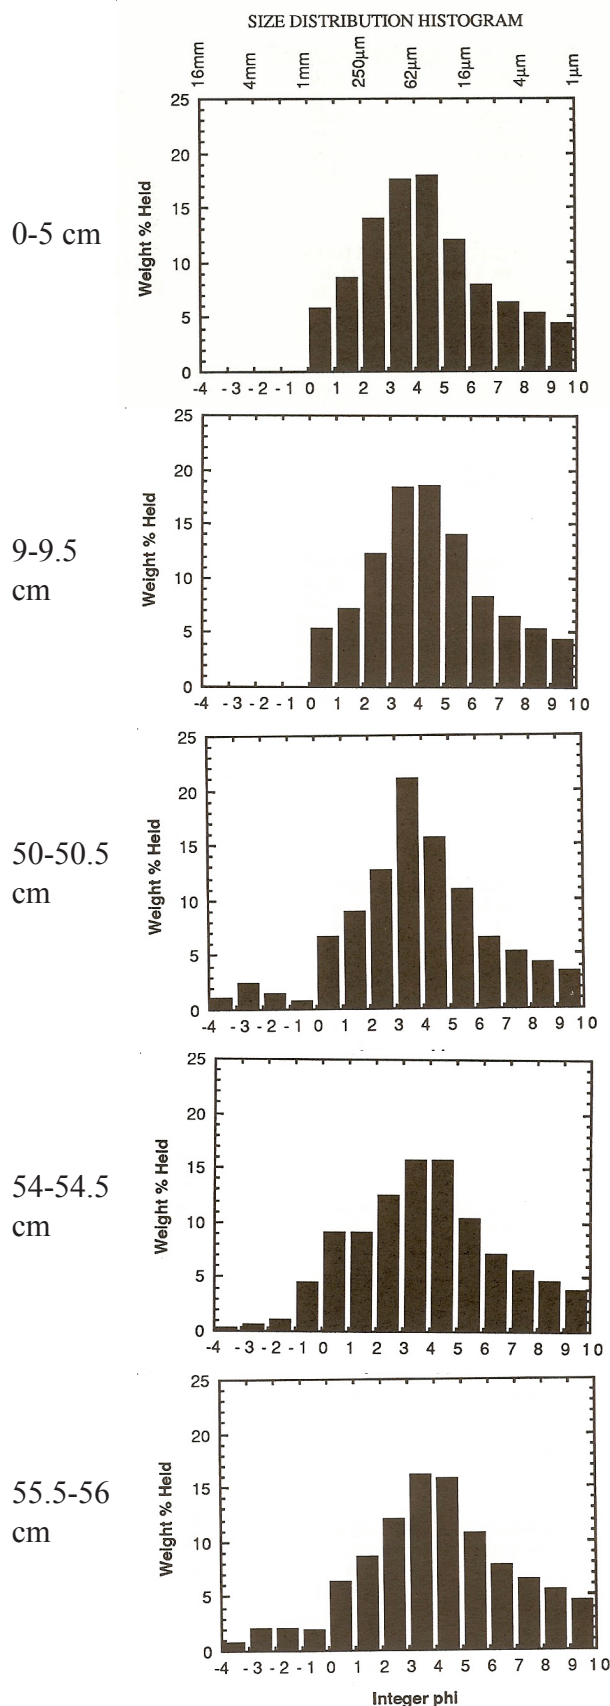 SIZE DISTRIBUTION HISTOGRAM
16mm 4mm 1mm 250μm 62μm 16μm 4μm 1μm
0-5 cm
Weight % Held
25
20
15
10
5
0
-4 -3 -2 -1 0 1 2 3 4 5 6 7 8 9 10
9-9.5
cm
Weight % Held
25
20
15
10
5
0
-4 -3 -2 -1 0 1 2 3 4 5 6 7 8 9 10
50-50.5
cm
Weight % Held
25
20
15
10
5
0
-4 -3 -2 -1 0 1 2 3 4 5 6 7 8 9 10
54-54.5
cm
Weight % Held
25
20
15
10
5
0
-4 -3 -2 -1 0 1 2 3 4 5 6 7 8 9 10
55.5-56
cm
Weight % Held
25
20
15
10
5
0
-4 -3 -2 -1 0 1 2 3 4 5 6 7 8 9 10
Integer phi